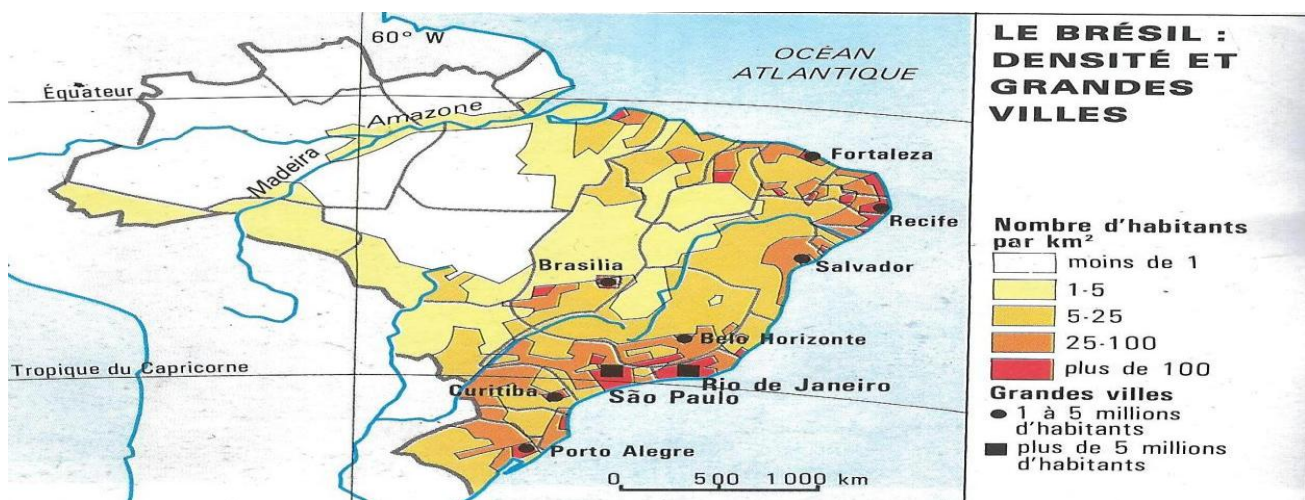 60° W
OCÉAN
ATLANTIQUE
Équateur
Amazone
Madeira
Fortaleza
Recife
Brasilia
Salvador
Belo Horizonte
Tropique du Capricorne
Rio de Janeiro
Curitiba
São Paulo
Porto Alegre
0 500 1 000 km
LE BRÉSIL :
DENSITÉ ET
GRANDES
VILLES
Nombre d'habitants
par km²
moins de 1
1-5
5-25
25-100
plus de 100
Grandes villes
1 à 5 millions
d'habitants
plus de 5 millions
d'habitants